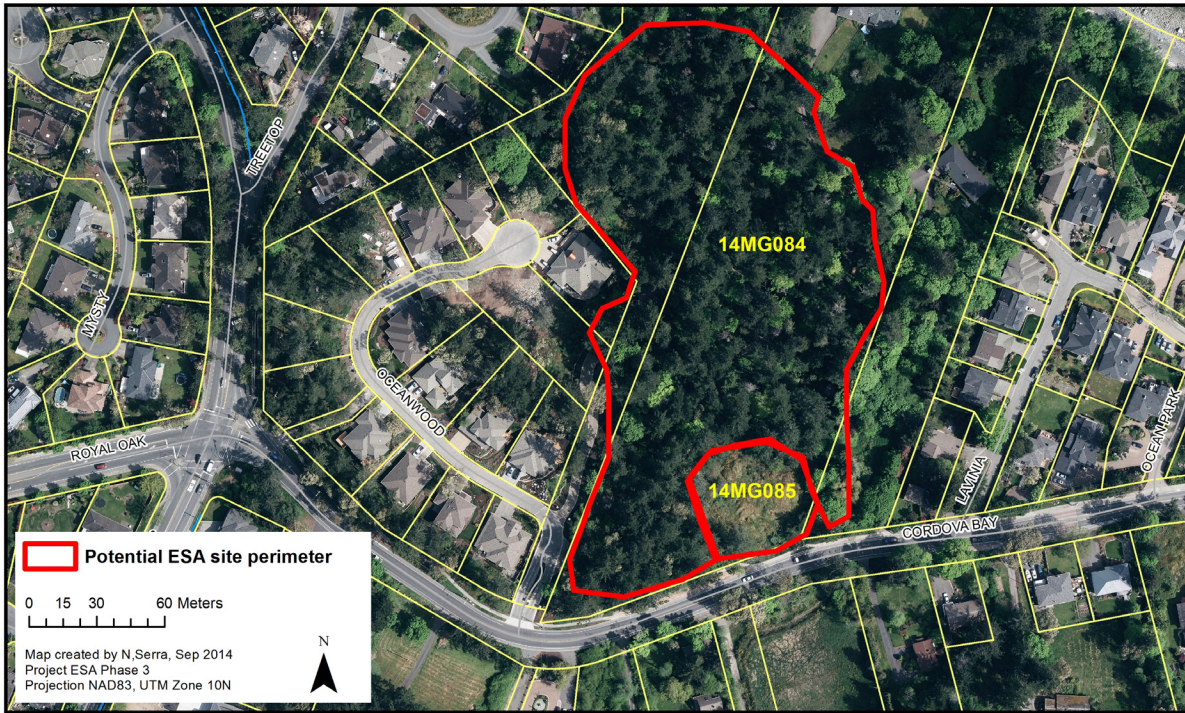 TREETOP
14MG084
MYSTY
OCEANWOOD
ROYAL OAK
14MG085
LAVINIA
OCEAN PARK
CORDOVA BAY
Potential ESA site perimeter
0 15 30 60 Meters
N
Map created by N,Serra, Sep 2014
Project ESA Phase 3
Projection NAD83, UTM Zone 10N